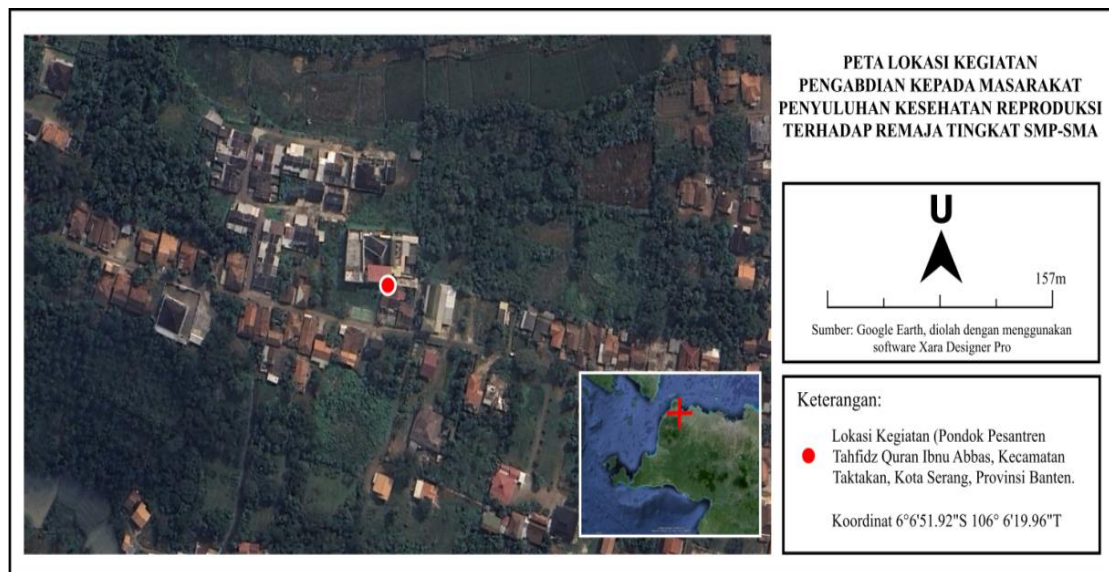 PETA LOKASI KEGIATAN
PENGABDIAN KEPADA MASARAKAT
PENYULUHAN KESEHATAN REPRODUKSI
TERHADAP REMAJA TINGKAT SMP-SMA
U
157m
Sumber: Google Earth, diolah dengan menggunakan
software Xara Designer Pro
Keterangan:
Lokasi Kegiatan (Pondok Pesantren
Tahfidz Quran Ibnu Abbas, Kecamatan
Taktakan, Kota Serang, Provinsi Banten.
Koordinat 6°6'51.92"S 106° 6'19.96"T